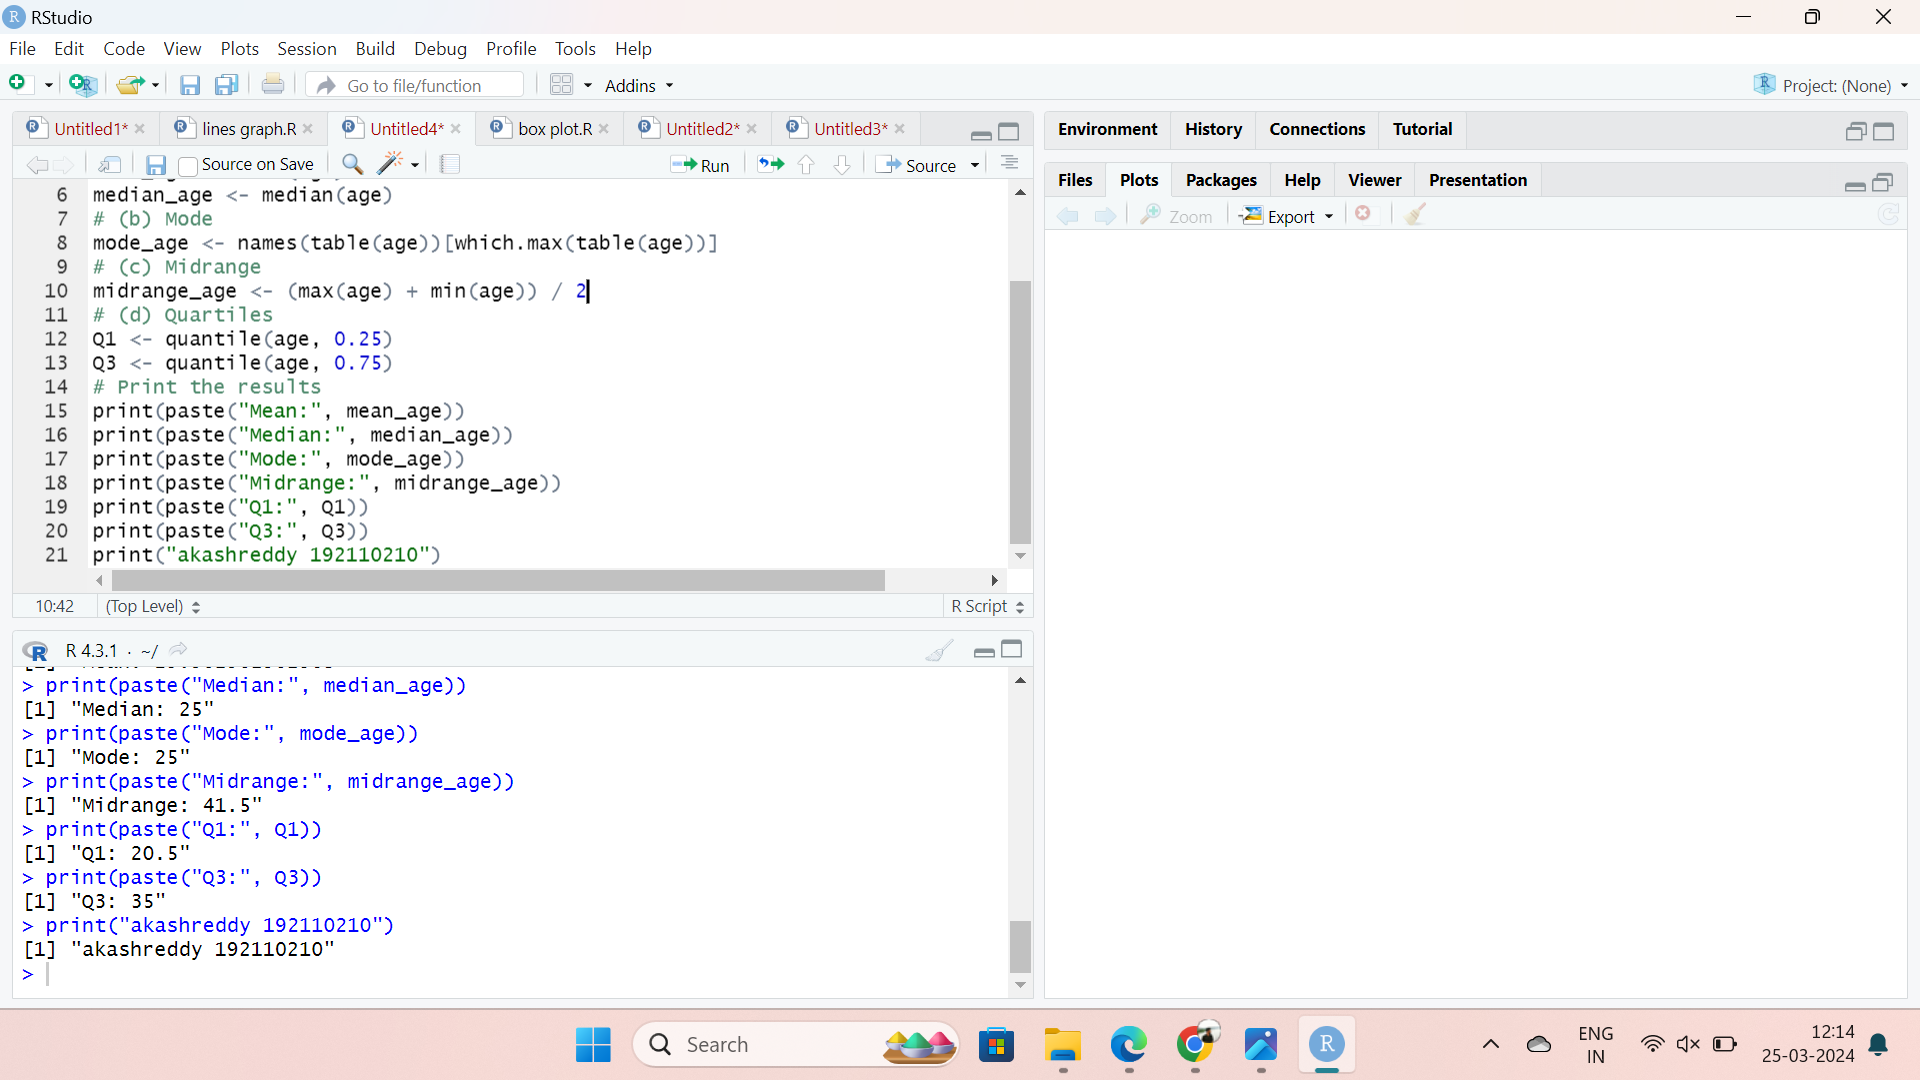 RStudio
File Edit Code View Plots Session Build Debug Profile Tools Help
Go to file/function Addins Project: (None)
Untitled1* lines graph.R Untitled4* box plot.R Untitled2* Untitled3*
Source on Save Run Source
6 median_age <- median(age)
7 # (b) Mode
8 mode_age <- names(table(age))[which.max(table(age))]
9 # (c) Midrange
10 midrange_age <- (max(age) + min(age)) / 2
11 # (d) Quartiles
12 Q1 <- quantile(age, 0.25)
13 Q3 <- quantile(age, 0.75)
14 # Print the results
15 print(paste("Mean:", mean_age))
16 print(paste("Median:", median_age))
17 print(paste("Mode:", mode_age))
18 print(paste("Midrange:", midrange_age))
19 print(paste("Q1:", Q1))
20 print(paste("Q3:", Q3))
21 print("akashreddy 192110210")
10:42 (Top Level) R Script
R 4.3.1 · ~/
> print(paste("Median:", median_age))
[1] "Median: 25"
> print(paste("Mode:", mode_age))
[1] "Mode: 25"
> print(paste("Midrange:", midrange_age))
[1] "Midrange: 41.5"
> print(paste("Q1:", Q1))
[1] "Q1: 20.5"
> print(paste("Q3:", Q3))
[1] "Q3: 35"
> print("akashreddy 192110210")
[1] "akashreddy 192110210"
>
Environment History Connections Tutorial
Files Plots Packages Help Viewer Presentation
Zoom Export
Search
ENG
IN
12:14
25-03-2024